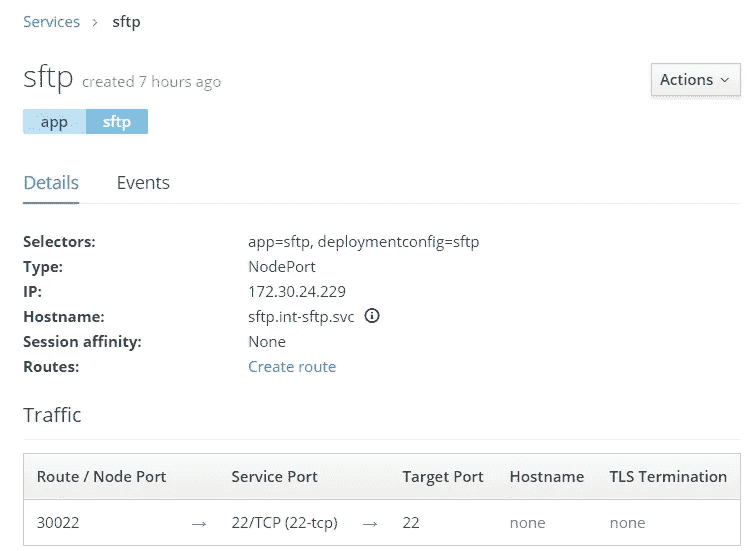 Services > sftp
sftp created 7 hours ago
Actions
app sftp
Details Events
Selectors: app=sftp, deploymentconfig=sftp
Type: NodePort
IP: 172.30.24.229
Hostname: sftp.int-sftp.svc
Session affinity: None
Routes: Create route
Traffic
Route / Node Port Service Port Target Port Hostname TLS Termination
30022 → 22/TCP (22-tcp) → 22 none none